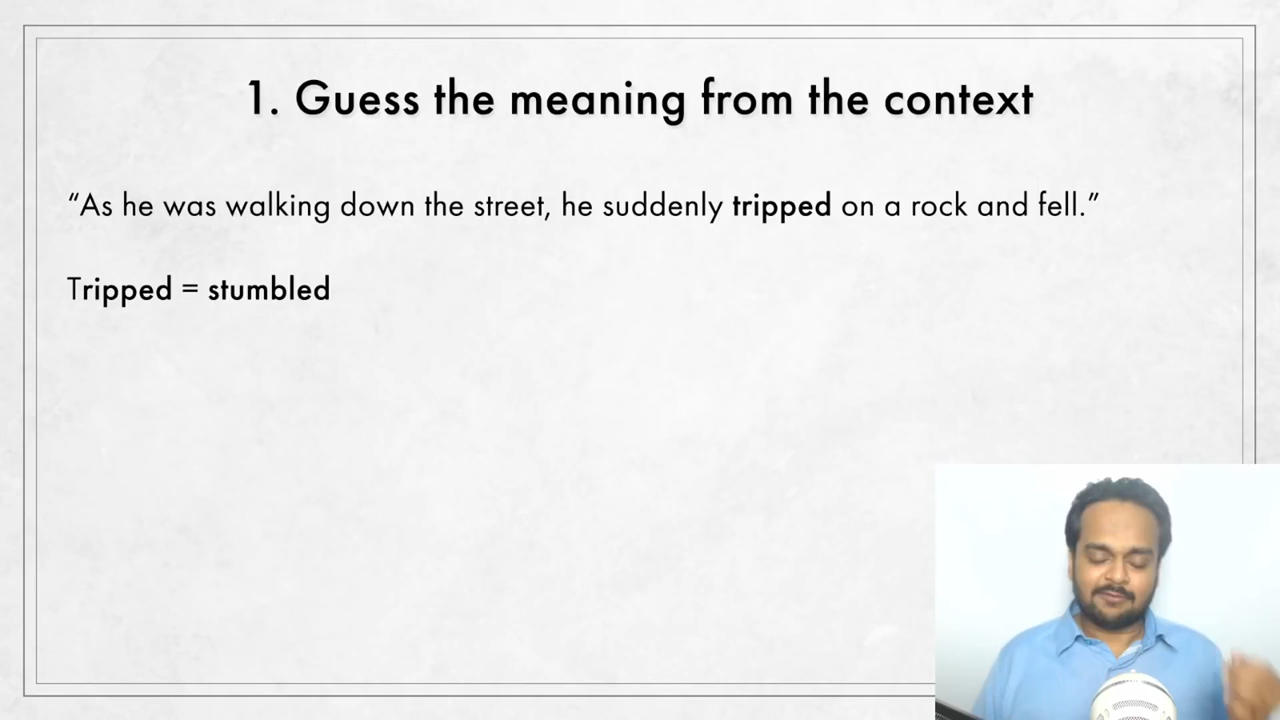 1. Guess the meaning from the context
“As he was walking down the street, he suddenly tripped on a rock and fell.”
Tripped = stumbled